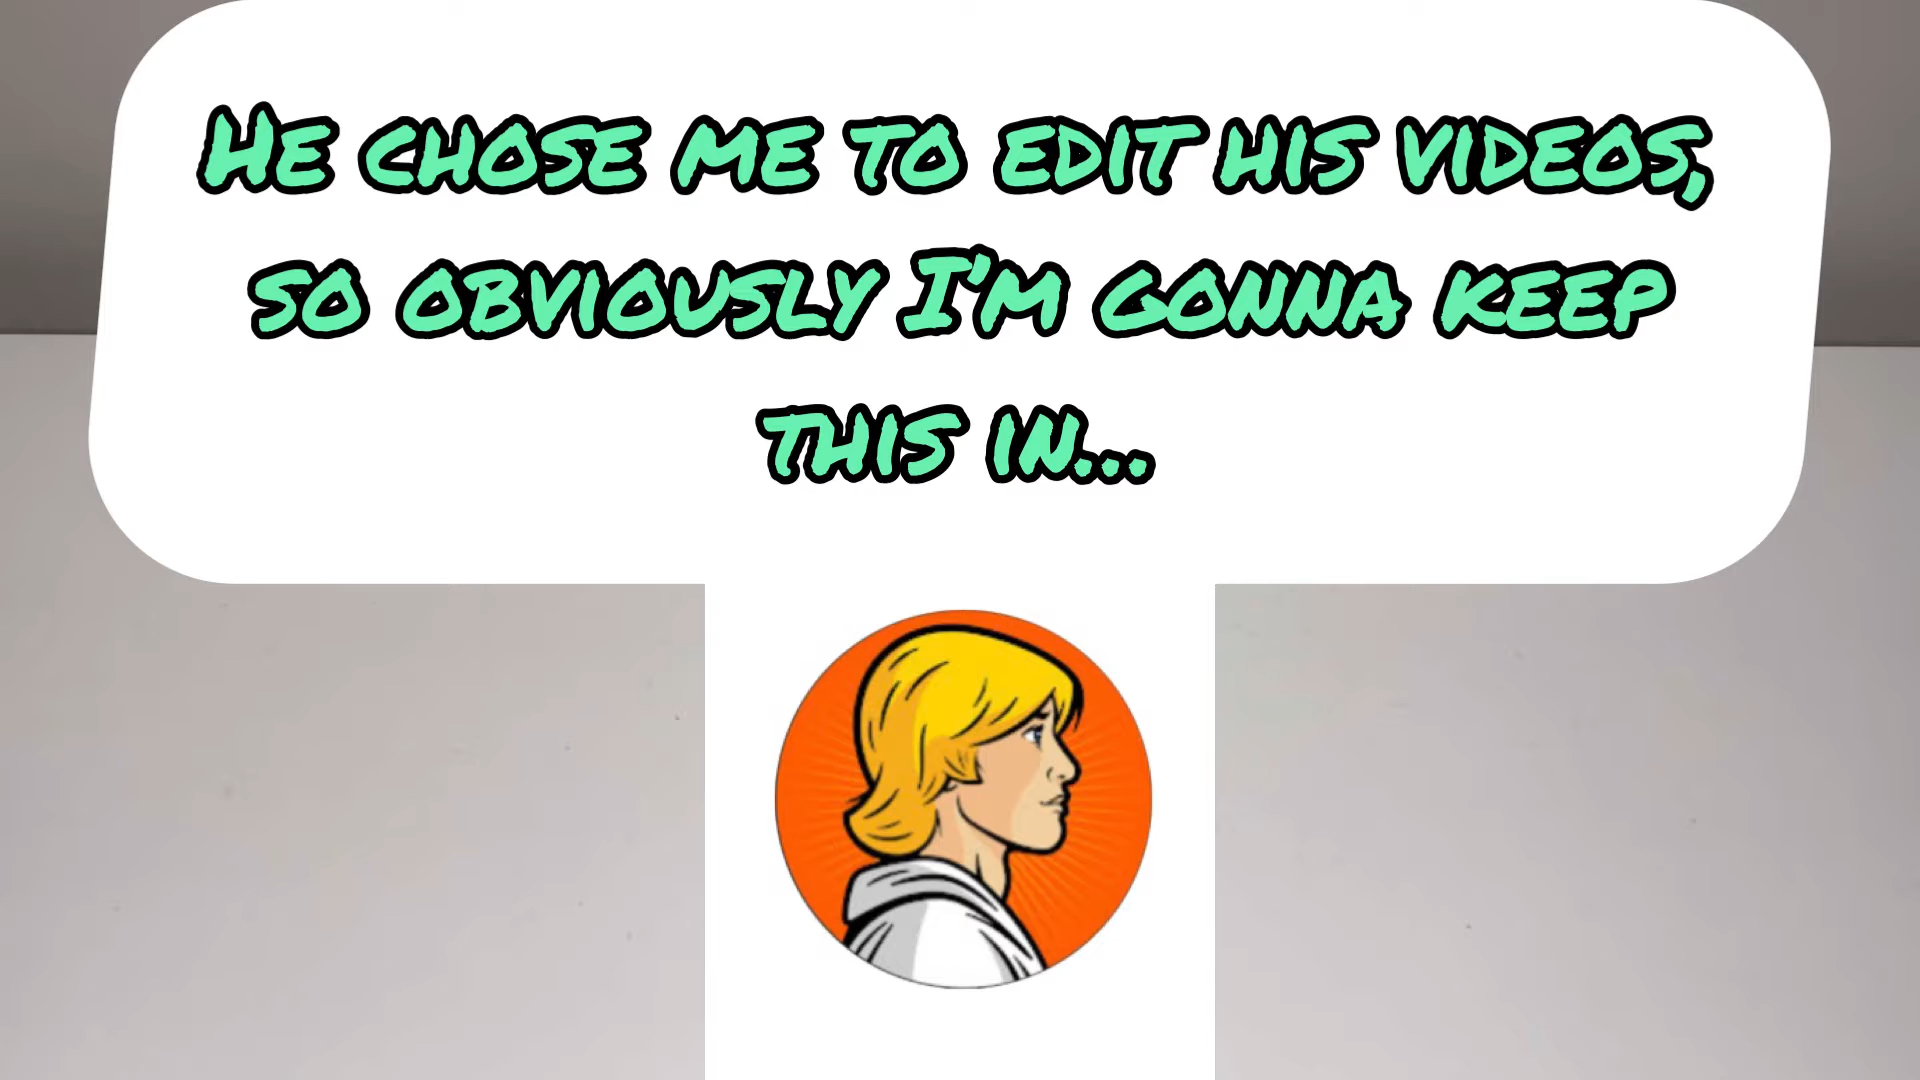 He chose me to edit his videos,
so obviously I'm gonna keep
this in...